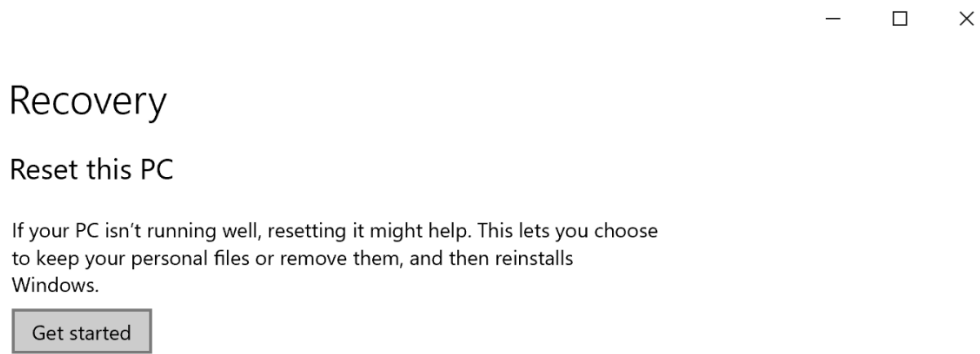 Recovery
Reset this PC
If your PC isn’t running well, resetting it might help. This lets you choose
to keep your personal files or remove them, and then reinstalls
Windows.
Get started